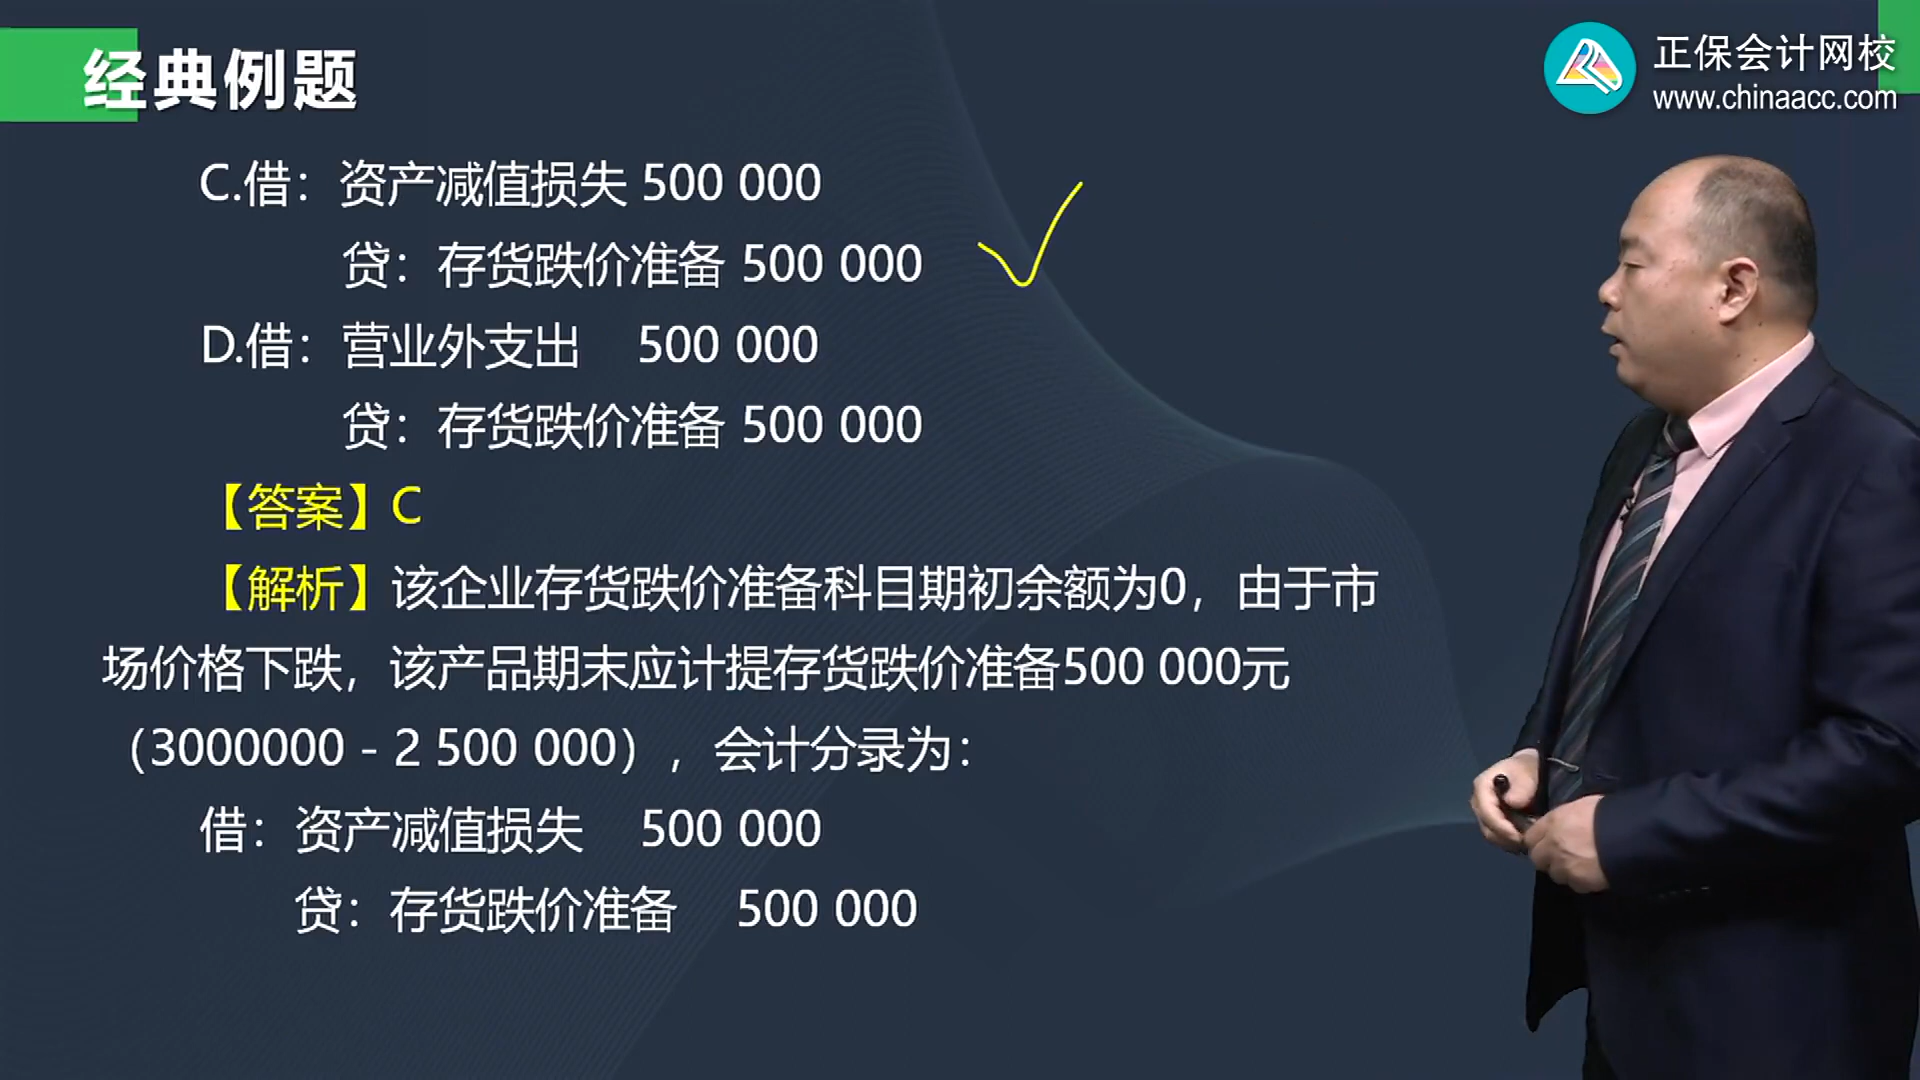 经典例题
正保会计网校
www.chinaacc.com
C.借：资产减值损失 500 000
贷：存货跌价准备 500 000
D.借：营业外支出 500 000
贷：存货跌价准备 500 000
【答案】C
【解析】该企业存货跌价准备科目期初余额为0，由于市
场价格下跌，该产品期末应计提存货跌价准备500 000元
（3000000 - 2 500 000），会计分录为：
借：资产减值损失 500 000
贷：存货跌价准备 500 000